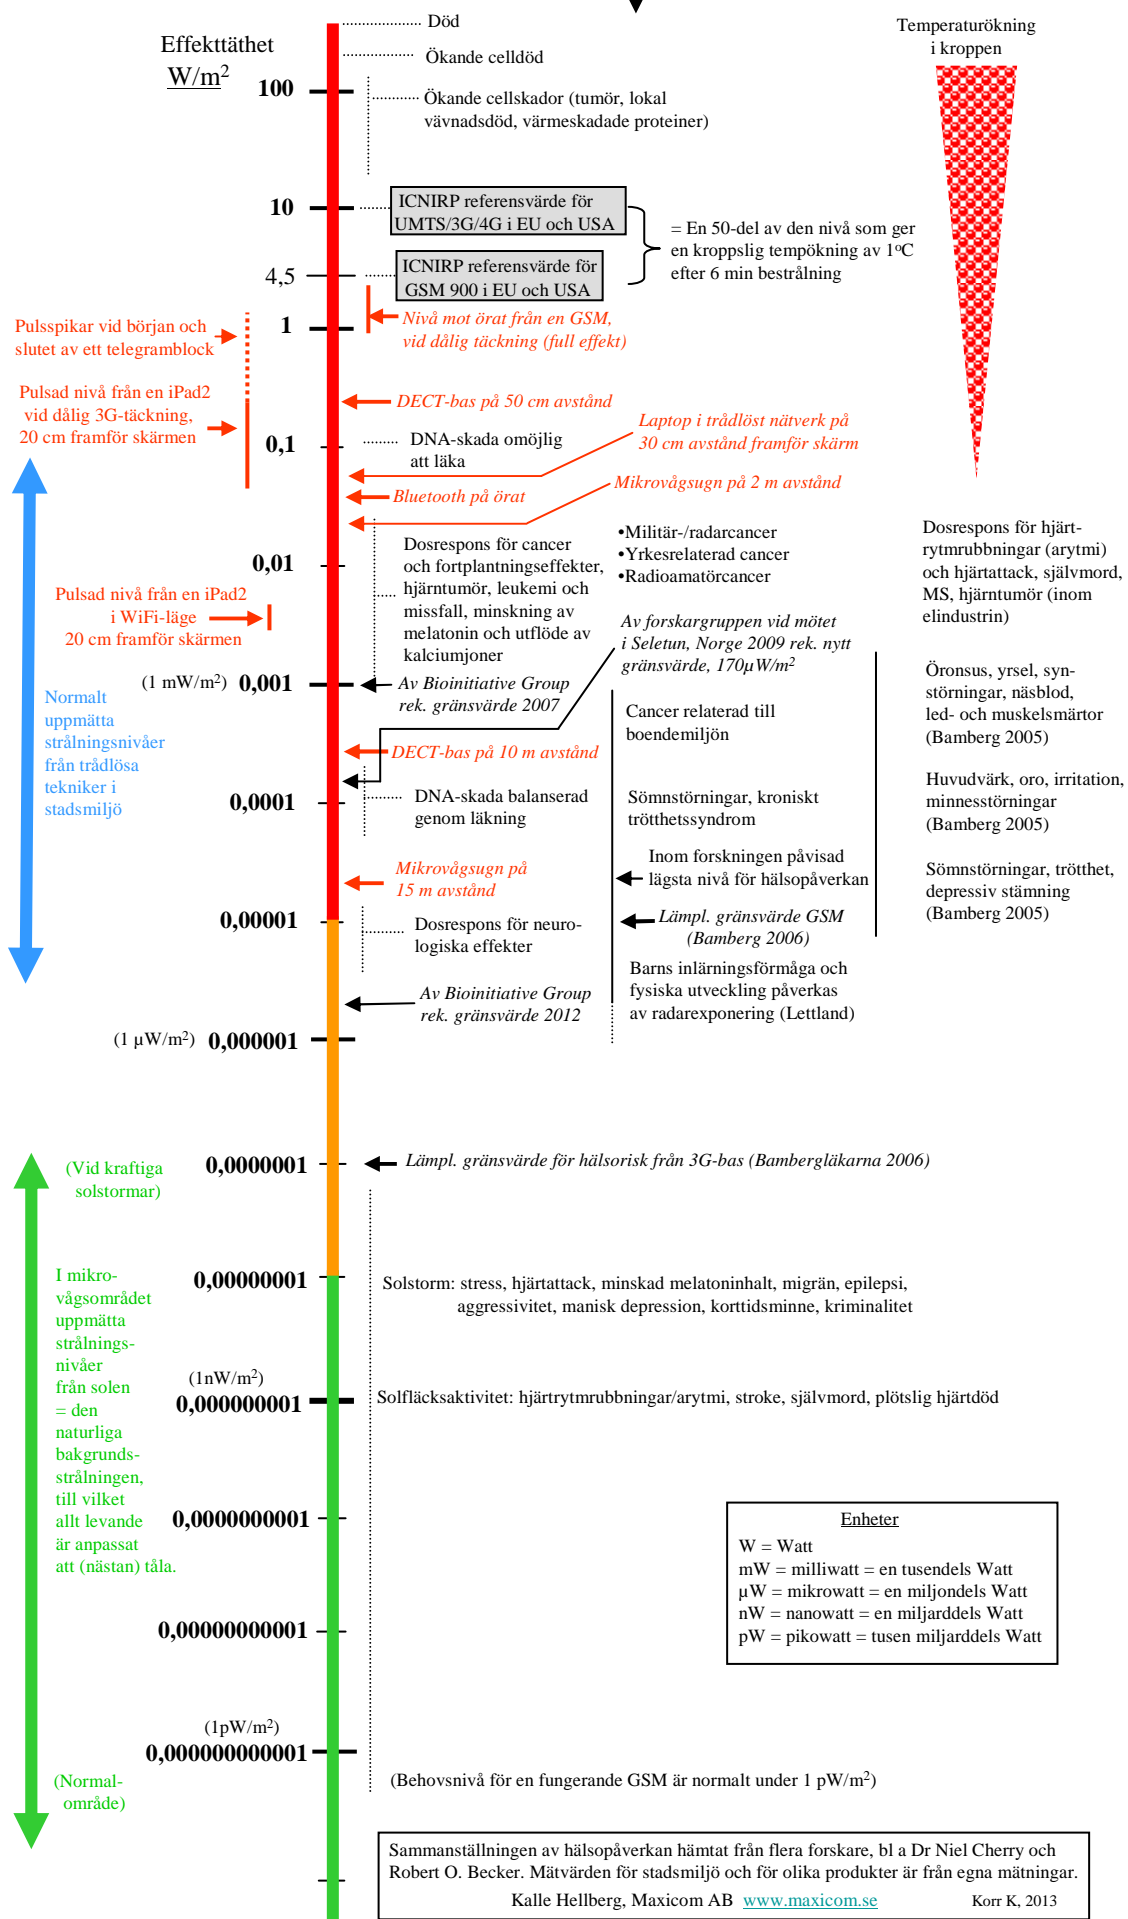 Död
Temperaturökning
i kroppen
Effekttäthet
W/m²
Ökande celldöd
100
Ökande cellskador (tumör, lokal
vävnadsdöd, värmeskadade proteiner)
10
ICNIRP referensvärde för
UMTS/3G/4G i EU och USA
= En 50-del av den nivå som ger
en kroppslig tempökning av 1°C
efter 6 min bestrålning
4,5
ICNIRP referensvärde för
GSM 900 i EU och USA
Pulsspikar vid början och
slutet av ett telegramblock
1
Nivå mot örat från en GSM,
vid dålig täckning (full effekt)
Pulsad nivå från en iPad2
vid dålig 3G-täckning,
20 cm framför skärmen
DECT-bas på 50 cm avstånd
Laptop i trådlöst nätverk på
30 cm avstånd framför skärm
0,1
DNA-skada omöjlig
att läka
Mikrovågsugn på 2 m avstånd
Bluetooth på örat
0,01
Dosrespons för cancer
och fortplantningseffekter,
hjärntumör, leukemi och
missfall, minskning av
melatonin och utflöde av
kalciumjoner
•Militär-/radarcancer
•Yrkesrelaterad cancer
•Radioamatörcancer
Dosrespons för hjärt-
rytmrubbningar (arytmi)
och hjärtattack, självmord,
MS, hjärntumör (inom
elindustrin)
Pulsad nivå från en iPad2
i WiFi-läge
20 cm framför skärmen
Av forskargruppen vid mötet
i Seletun, Norge 2009 rek. nytt
gränsvärde, 170µW/m²
(1 mW/m²) 0,001
Av Bioinitiative Group
rek. gränsvärde 2007
Öronsus, yrsel, syn-
störningar, näsblod,
led- och muskelsmärtor
(Bamberg 2005)
Normalt
uppmätta
strålningsnivåer
från trådlösa
tekniker i
stadsmiljö
Cancer relaterad till
boendemiljön
DECT-bas på 10 m avstånd
0,0001
DNA-skada balanserad
genom läkning
Sömnstörningar, kroniskt
trötthetssyndrom
Huvudvärk, oro, irritation,
minnesstörningar
(Bamberg 2005)
Mikrovågsugn på
15 m avstånd
Inom forskningen påvisad
lägsta nivå för hälsopåverkan
Sömnstörningar, trötthet,
depressiv stämning
(Bamberg 2005)
0,00001
Dosrespons för neuro-
logiska effekter
Lämpl. gränsvärde GSM
(Bamberg 2006)
Av Bioinitiative Group
rek. gränsvärde 2012
Barns inlärningsförmåga och
fysiska utveckling påverkas
av radarexponering (Lettland)
(1 µW/m²) 0,000001
(Vid kraftiga
solstormar)
0,0000001
Lämpl. gränsvärde för hälsorisk från 3G-bas (Bambergläkarna 2006)
0,00000001
Solstorm: stress, hjärtattack, minskad melatoninhalt, migrän, epilepsi,
aggressivitet, manisk depression, korttidsminne, kriminalitet
I mikro-
vågsområdet
uppmätta
strålnings-
nivåer
från solen
= den
naturliga
bakgrunds-
strålningen,
till vilket
allt levande
är anpassat
att (nästan) tåla.
(1nW/m²)
0,000000001
Solfläcksaktivitet: hjärtrytmrubbningar/arytmi, stroke, självmord, plötslig hjärtdöd
0,0000000001
Enheter
W = Watt
mW = milliwatt = en tusendels Watt
µW = mikrowatt = en miljondels Watt
nW = nanowatt = en miljarddels Watt
pW = pikowatt = tusen miljarddels Watt
0,00000000001
(1pW/m²)
0,000000000001
(Normal-
område)
(Behovsnivå för en fungerande GSM är normalt under 1 pW/m²)
Sammanställningen av hälsopåverkan hämtat från flera forskare, bl a Dr Niel Cherry och
Robert O. Becker. Mätvärden för stadsmiljö och för olika produkter är från egna mätningar.
Kalle Hellberg, Maxicom AB www.maxicom.se Korr K, 2013